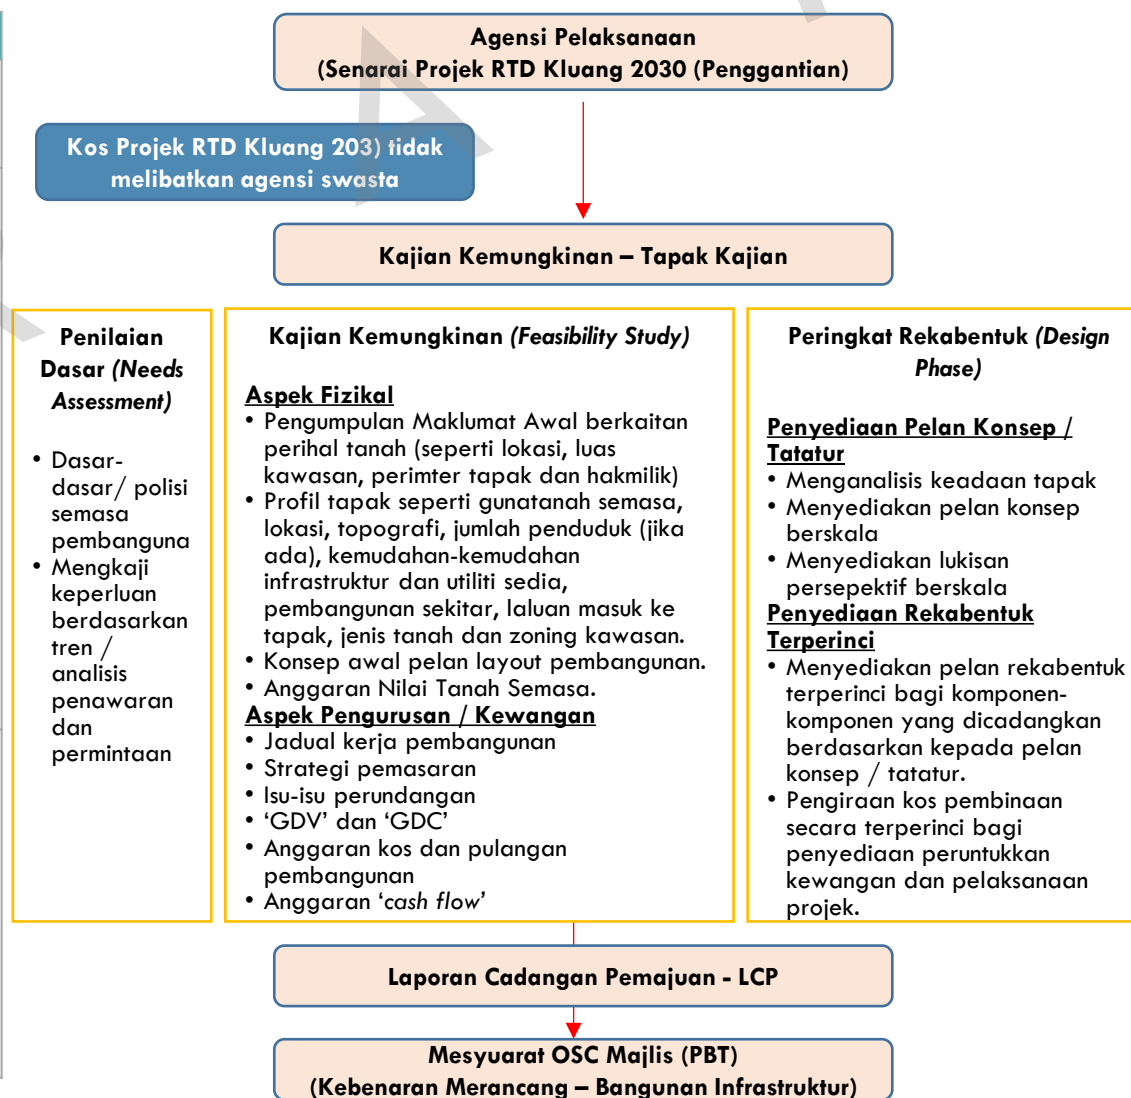 Agensi Pelaksanaan
(Senarai Projek RTD Kluang 2030 (Penggantian)
Kos Projek RTD Kluang 203) tidak
melibatkan agensi swasta
Kajian Kemungkinan – Tapak Kajian
Penilaian
Dasar (Needs
Assessment)
• Dasar-
dasar/ polisi
semasa
pembanguna
• Mengkaji
keperluan
berdasarkan
tren /
analisis
penawaran
dan
permintaan
Kajian Kemungkinan (Feasibility Study)
Aspek Fizikal
• Pengumpulan Maklumat Awal berkaitan
perihal tanah (seperti lokasi, luas
kawasan, perimter tapak dan hakmilik)
• Profil tapak seperti gunatanah semasa,
lokasi, topografi, jumlah penduduk (jika
ada), kemudahan-kemudahan
infrastruktur dan utiliti sedia,
pembangunan sekitar, laluan masuk ke
tapak, jenis tanah dan zoning kawasan.
• Konsep awal pelan layout pembangunan.
• Anggaran Nilai Tanah Semasa.
Aspek Pengurusan / Kewangan
• Jadual kerja pembangunan
• Strategi pemasaran
• Isu-isu perundangan
• ‘GDV’ dan ‘GDC’
• Anggaran kos dan pulangan
pembangunan
• Anggaran ‘cash flow’
Peringkat Rekabentuk (Design
Phase)
Penyediaan Pelan Konsep /
Tatatur
• Menganalisis keadaan tapak
• Menyediakan pelan konsep
berskala
• Menyediakan lukisan
persepektif berskala
Penyediaan Rekabentuk
Terperinci
• Menyediakan pelan rekabentuk
terperinci bagi komponen-
komponen yang dicadangkan
berdasarkan kepada pelan
konsep / tatatur.
• Pengiraan kos pembinaan
secara terperinci bagi
penyediaan peruntukkan
kewangan dan pelaksanaan
projek.
Laporan Cadangan Pemajuan - LCP
Mesyuarat OSC Majlis (PBT)
(Kebenaran Merancang – Bangunan Infrastruktur)